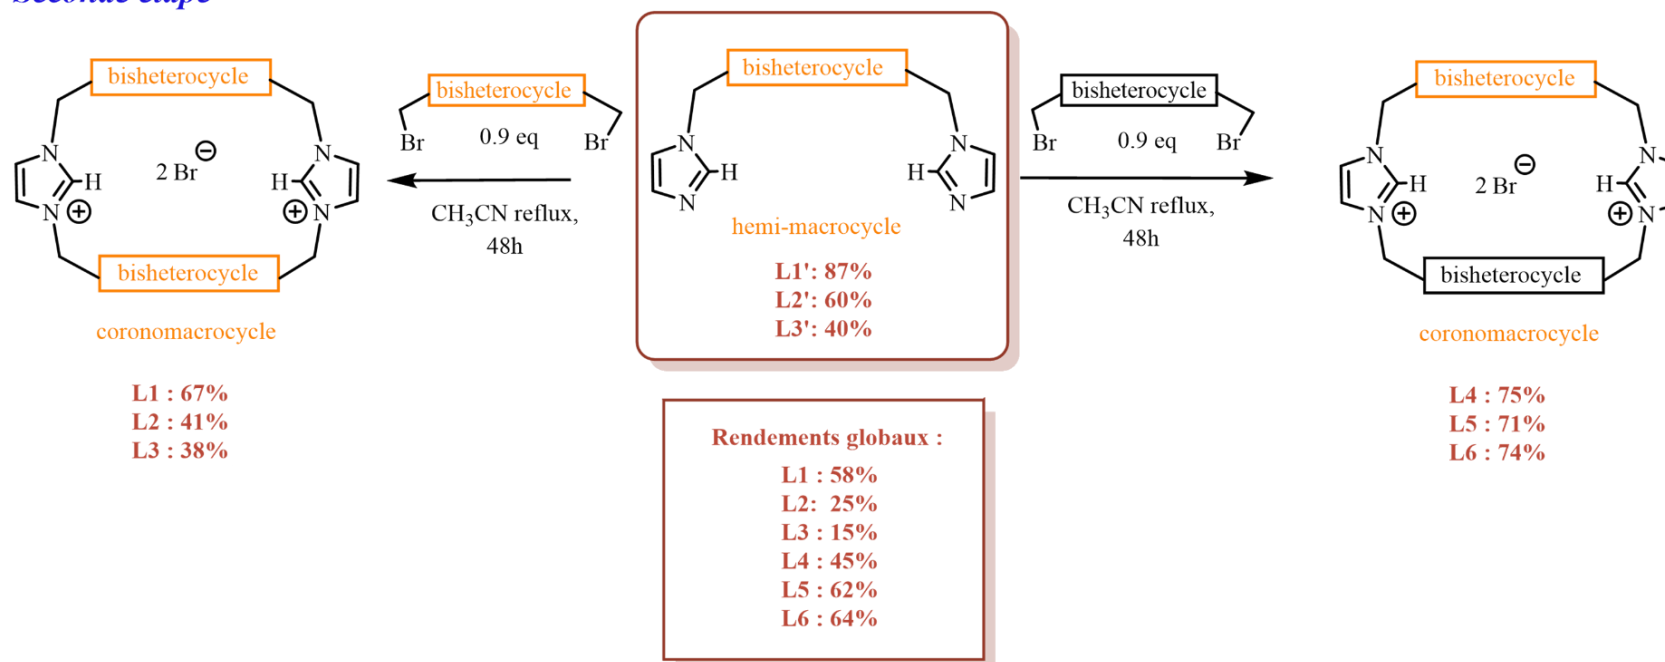 Seconde étape
bisheterocycle
N
N
H
H
N
⊕
N
⊕
2 Br
⊖
bisheterocycle
coronomacrocycle
L1 : 67%
L2 : 41%
L3 : 38%
bisheterocycle
Br
0.9 eq
Br
CH3CN reflux,
48h
bisheterocycle
N
N
H
H
N
N
hemi-macrocycle
L1': 87%
L2': 60%
L3': 40%
Rendements globaux :
L1 : 58%
L2: 25%
L3 : 15%
L4 : 45%
L5 : 62%
L6 : 64%
bisheterocycle
Br
0.9 eq
Br
CH3CN reflux,
48h
bisheterocycle
N
N
H
H
N
⊕
N
⊕
2 Br
⊖
bisheterocycle
coronomacrocycle
L4 : 75%
L5 : 71%
L6 : 74%